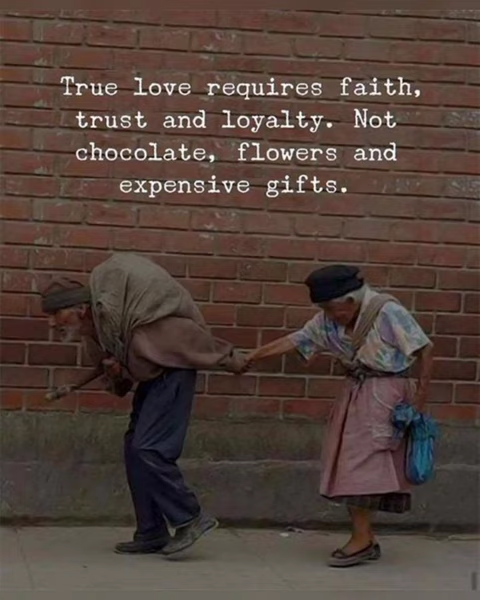 True love requires faith,
trust and loyalty. Not
chocolate, flowers and
expensive gifts.